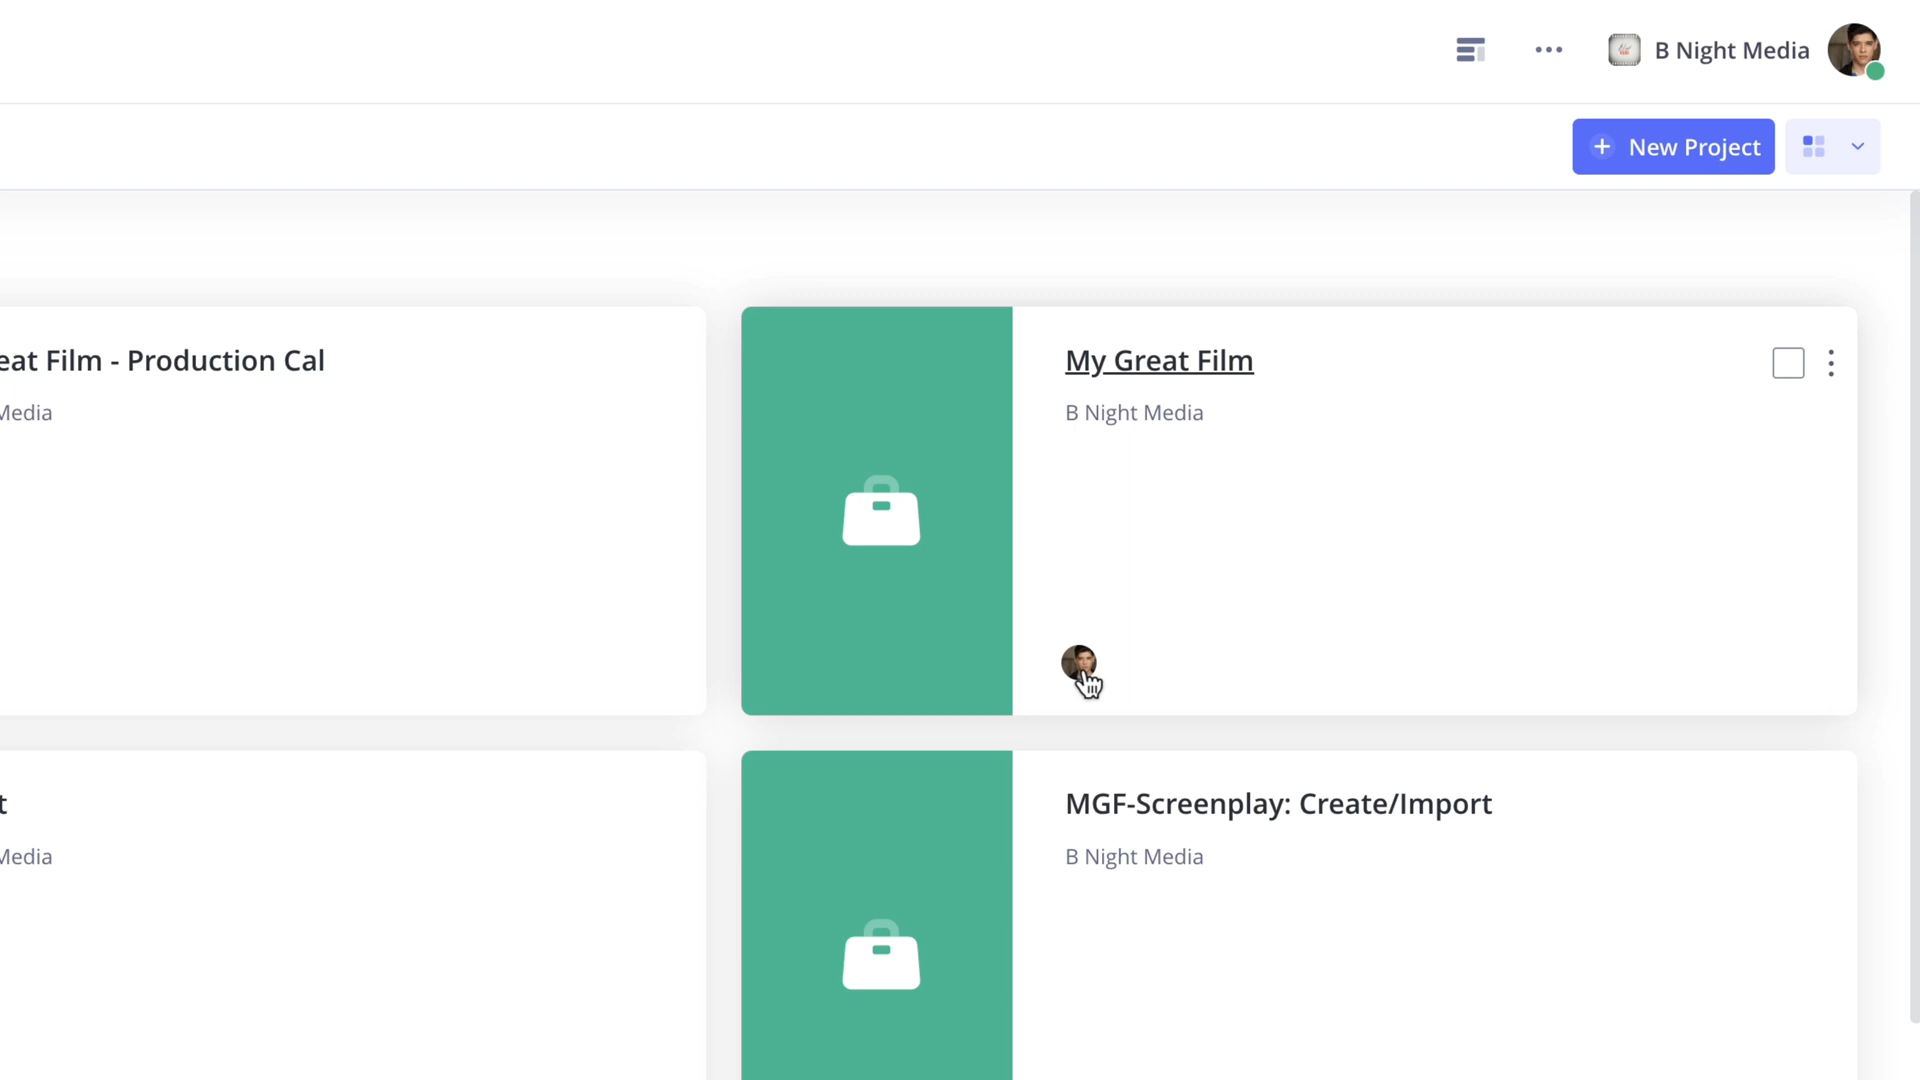 B Night Media
New Project
eat Film - Production Cal
Media
My Great Film
B Night Media
t
Media
MGF-Screenplay: Create/Import
B Night Media